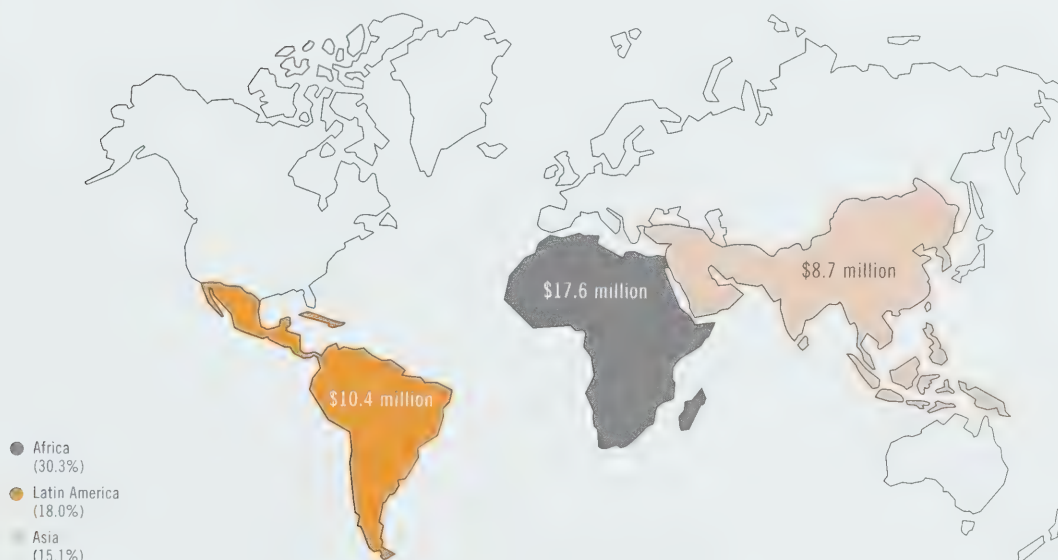 $17.6 million
$8.7 million
$10.4 million
Africa
(30.3%)
Latin America
(18.0%)
Asia
(15.1%)